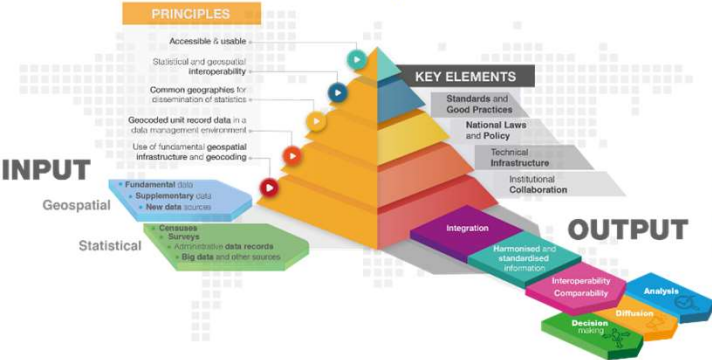 PRINCIPLES
Accessible & usable
Statistical and geospatial
interoperability
Common geographies for
dissemination of statistics
Geocoded unit record data in a
data management environment
Use of fundamental geospatial
infrastructure and geocoding
KEY ELEMENTS
Standards and
Good Practices
National Laws
and Policy
Technical
Infrastructure
Institutional
Collaboration
INPUT
Geospatial
Fundamental data
Supplementary data
New data sources
Statistical
Censuses
Surveys
Administrative data records
Big data and other sources
OUTPUT
Integration
Harmonised and
standardised
information
Interoperability
Comparability
Analysis
Diffusion
Decision
making